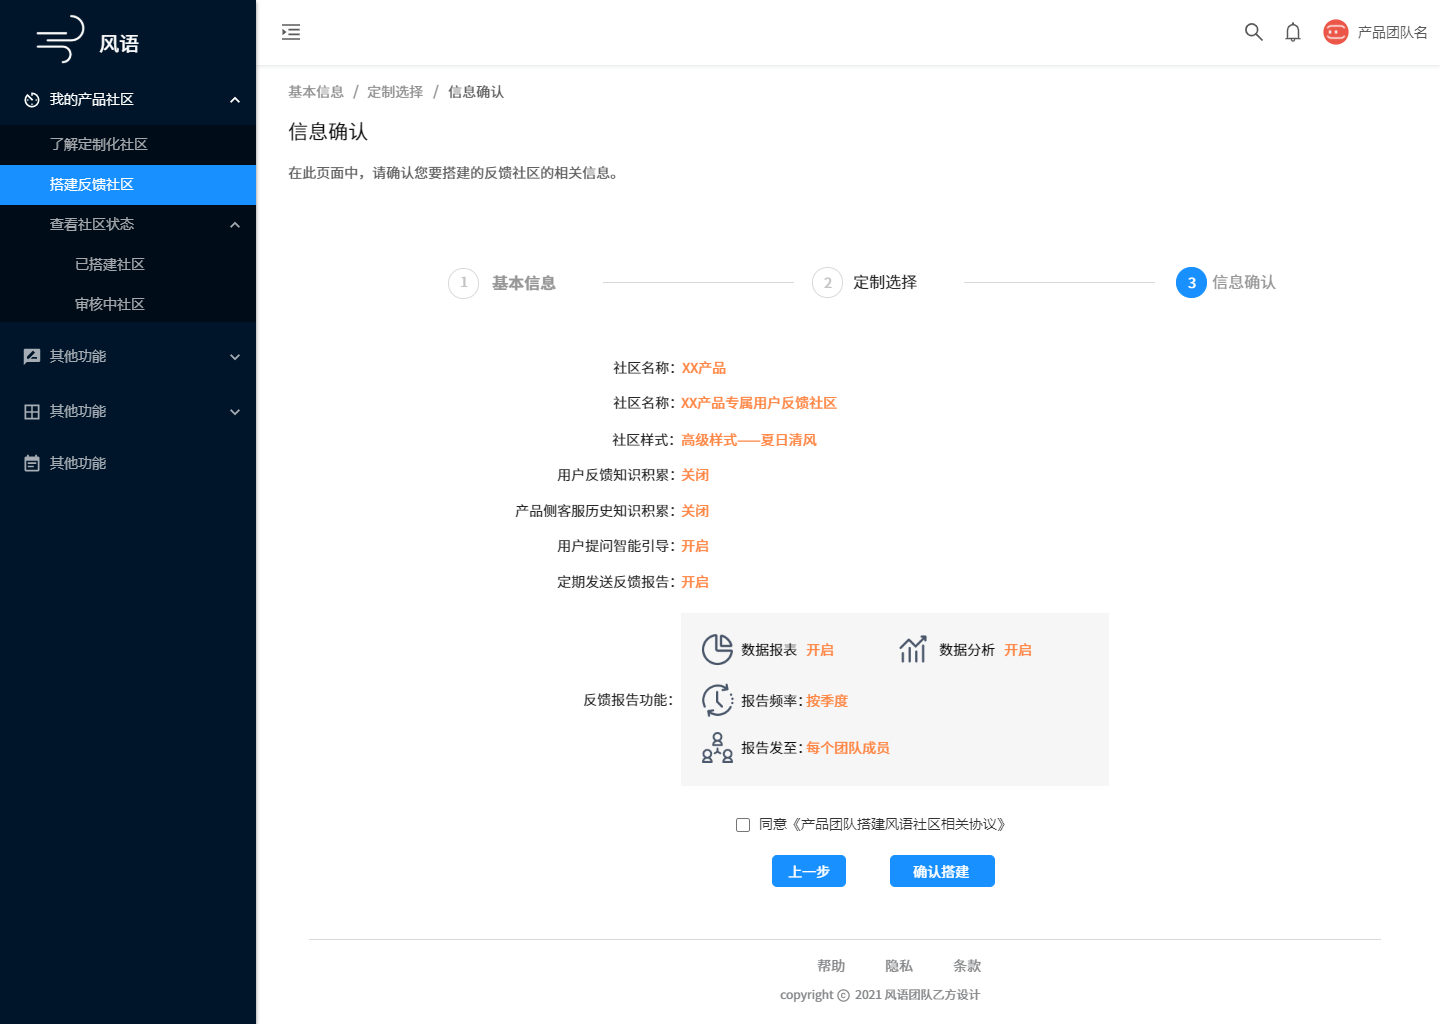 风语
我的产品社区
了解定制化社区
搭建反馈社区
查看社区状态
已搭建社区
审核中社区
其他功能
其他功能
其他功能
产品团队名
基本信息 / 定制选择 / 信息确认
信息确认
在此页面中，请确认您要搭建的反馈社区的相关信息。
1 基本信息 2 定制选择 3 信息确认
社区名称：XX产品
社区名称：XX产品专属用户反馈社区
社区样式：高级样式——夏日清风
用户反馈知识积累：关闭
产品侧客服历史知识积累：关闭
用户提问智能引导：开启
定期发送反馈报告：开启
反馈报告功能：
数据报表 开启 数据分析 开启
报告频率：按季度
报告发至：每个团队成员
同意《产品团队搭建风语社区相关协议》
上一步 确认搭建
帮助 隐私 条款
copyright © 2021 风语团队乙方设计